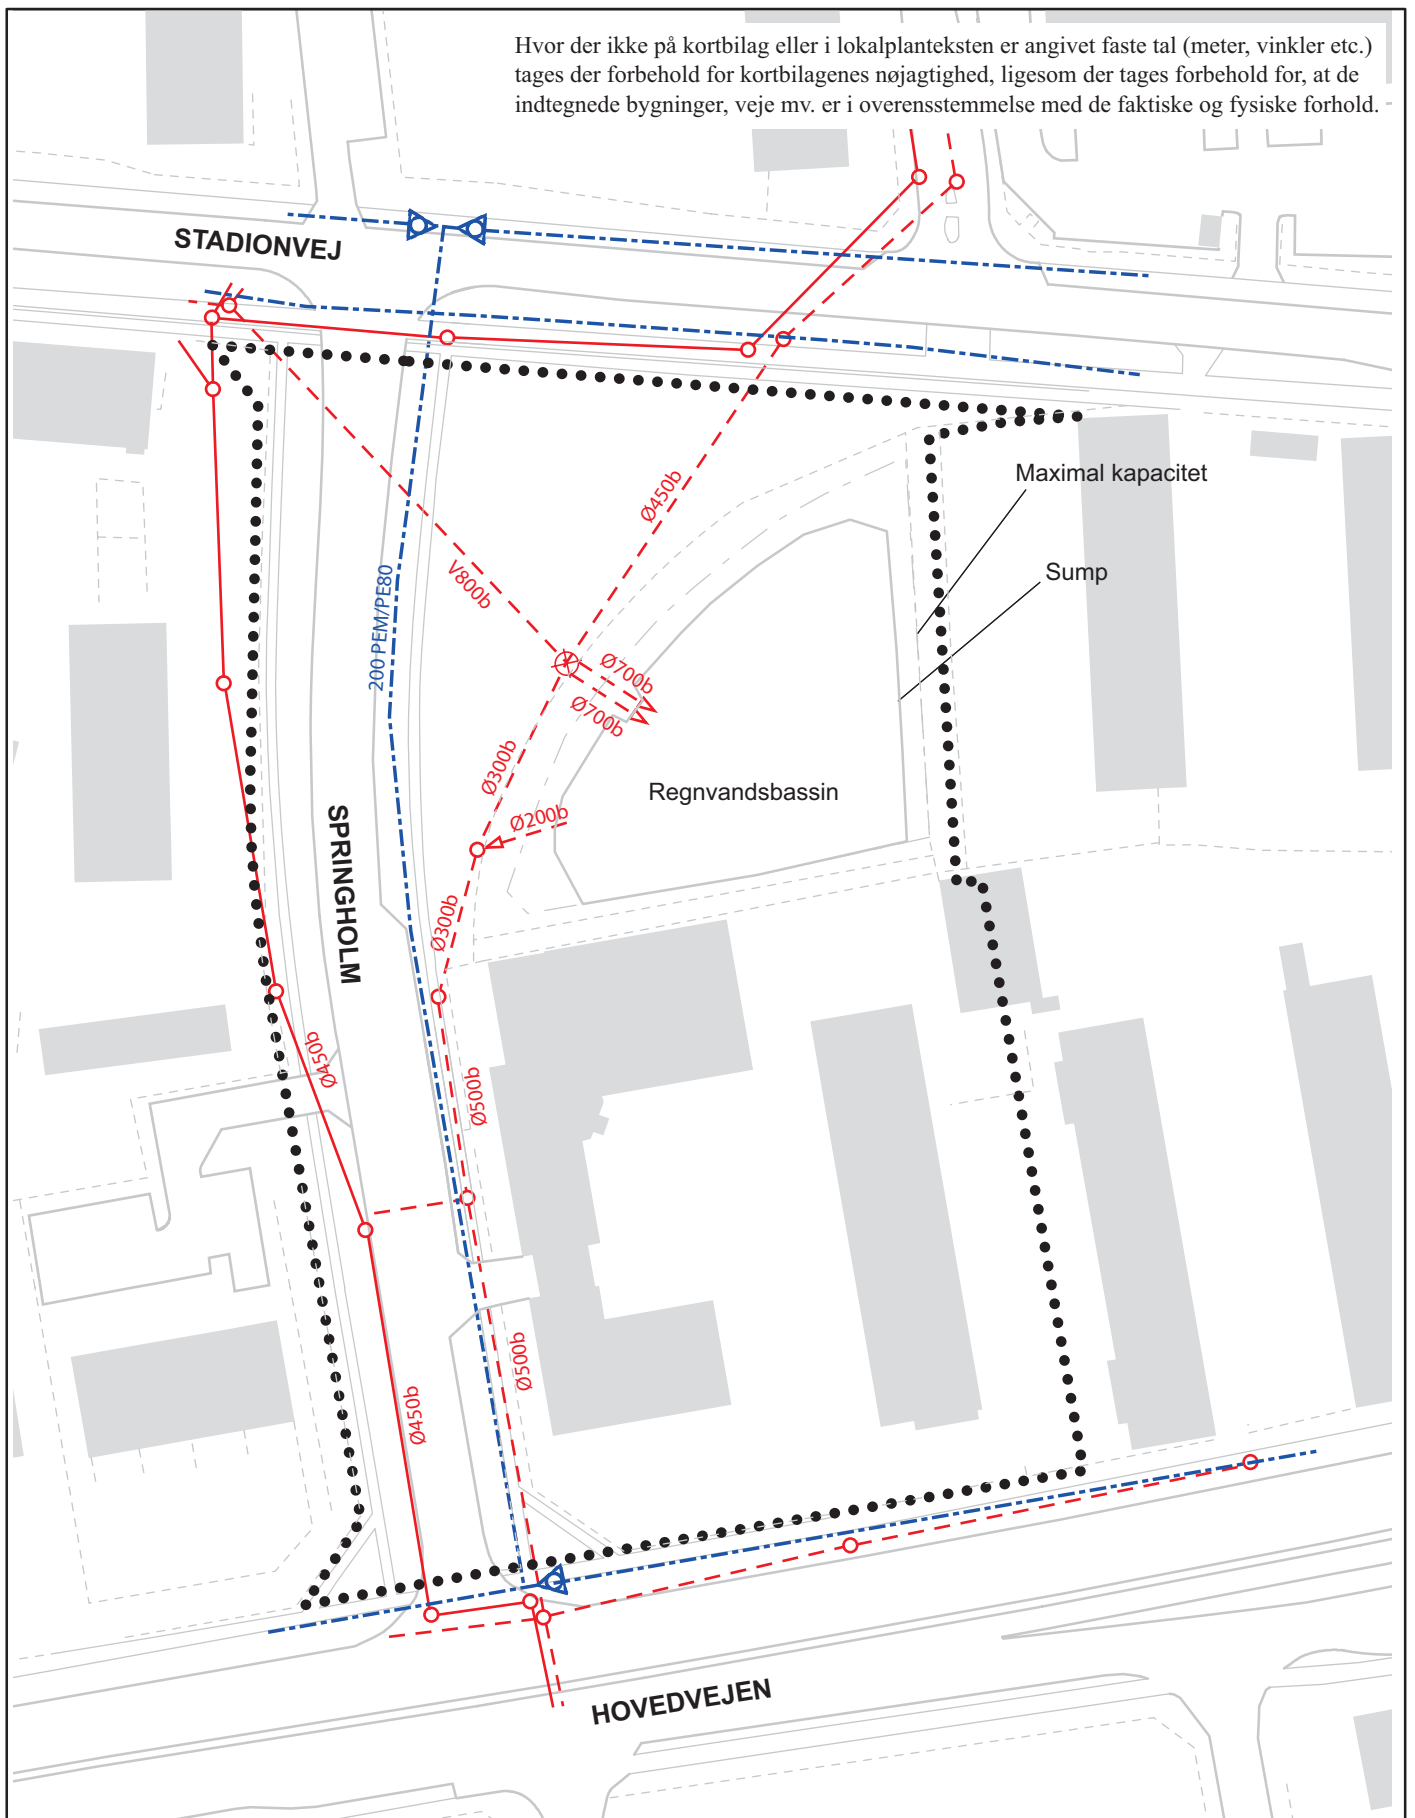 Hvor der ikke på kortbilag eller i lokalplanteksten er angivet faste tal (meter, vinkler etc.)
tages der forbehold for kortbilagenes nøjagtighed, ligesom der tages forbehold for, at de
indtegnede bygninger, veje mv. er i overensstemmelse med de faktiske og fysiske forhold.
STADIONVEJ
Maximal kapacitet
Ø450b
Sump
V800b
200 PEM/PE80
Ø700b
Ø700b
Ø300b
Regnvandsbassin
Ø200b
SPRINGHOLM
Ø300b
Ø450b
Ø500b
Ø500b
Ø450b
HOVEDVEJEN